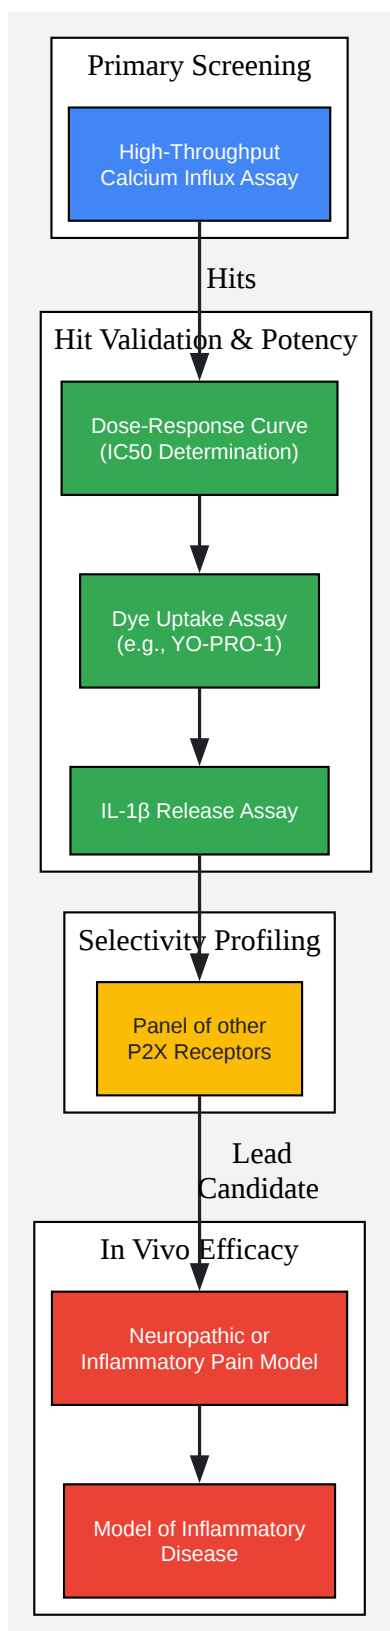 Primary Screening
High-Throughput
Calcium Influx Assay
Hits
Hit Validation & Potency
Dose-Response Curve
(IC50 Determination)
Dye Uptake Assay
(e.g., YO-PRO-1)
IL-1β Release Assay
Selectivity Profiling
Panel of other
P2X Receptors
Lead
Candidate
In Vivo Efficacy
Neuropathic or
Inflammatory Pain Model
Model of Inflammatory
Disease